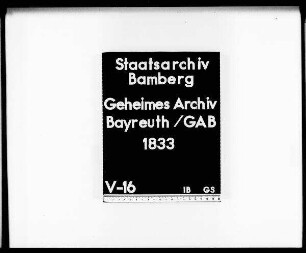 Staatsarchiv
Bamberg
Geheimes Archiv
Bayreuth / GAB
1833
V-16 IB GS